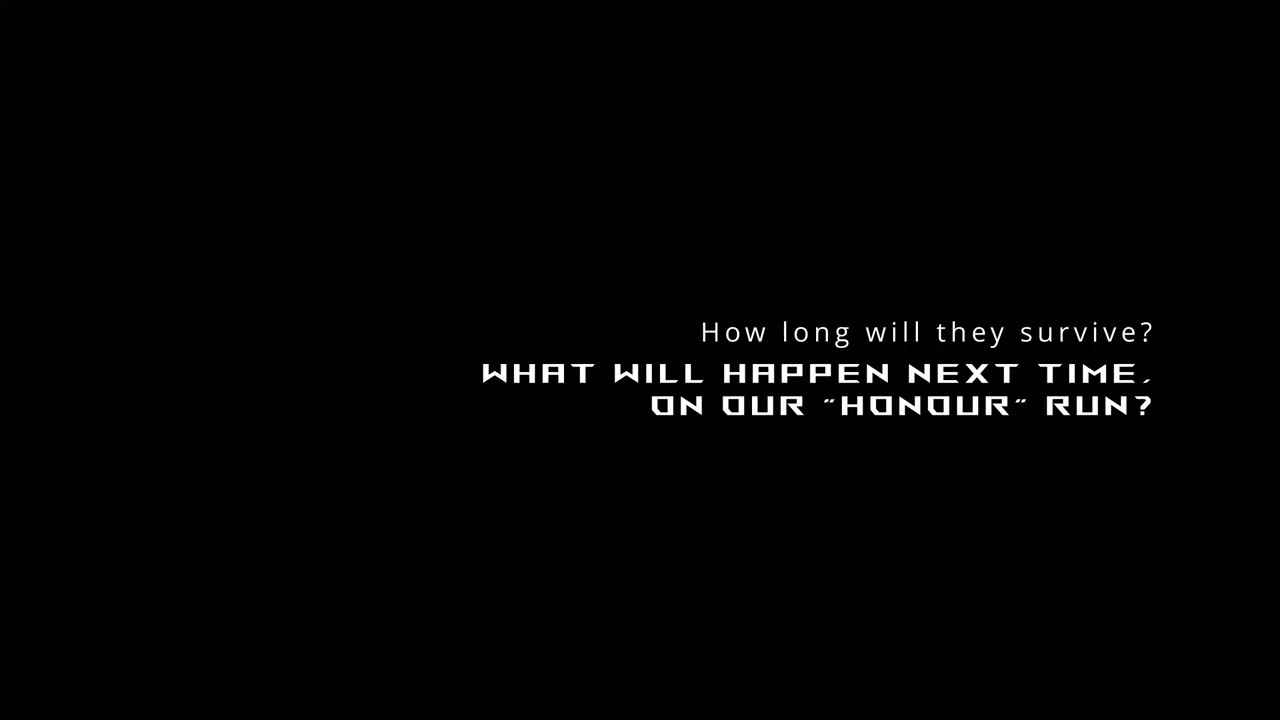 How long will they survive?
WHAT WILL HAPPEN NEXT TIME,
ON OUR "HONOUR" RUN?